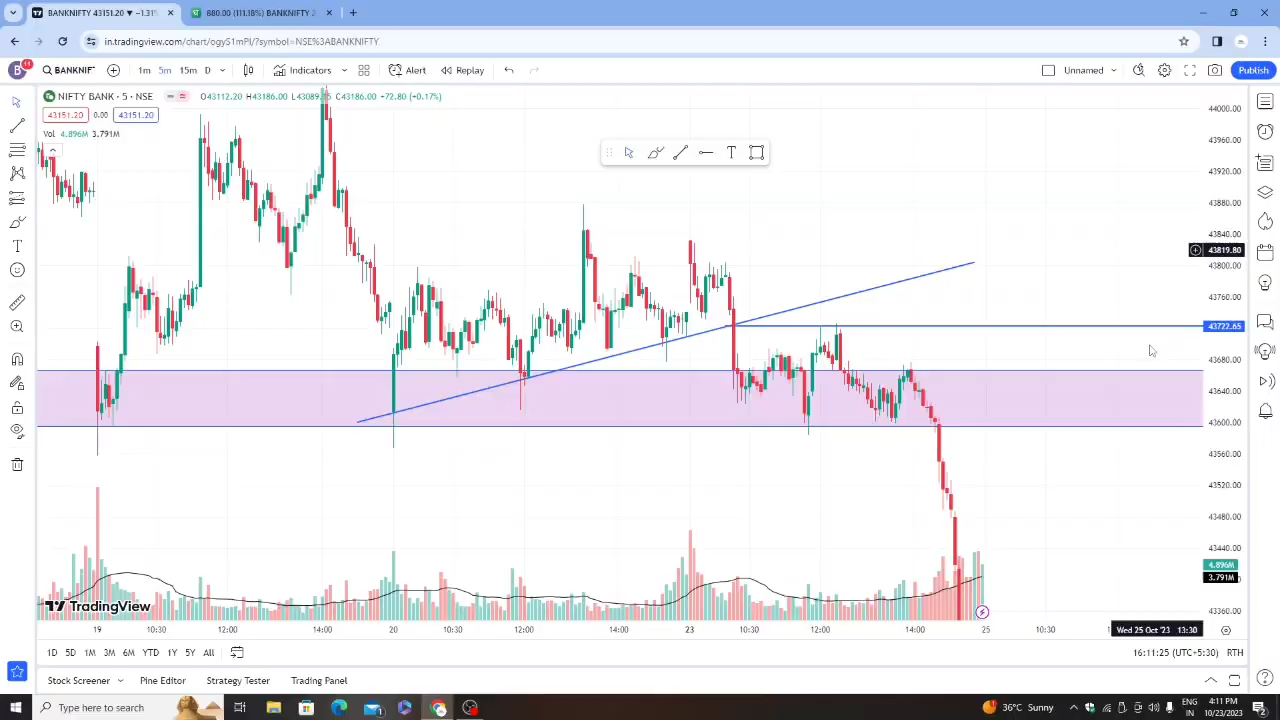 BANKNIFTY 43151.20 ▼ −1.31%
880.00 (111.18%) BANKNIFTY 2
in.tradingview.com/chart/ogyS1mPl/?symbol=NSE%3ABANKNIFTY
B 11 BANKNIF 1m 5m 15m D Indicators Alert Replay Unnamed Publish
NIFTY BANK · 5 · NSE O43112.20 H43186.00 C43186.00 +72.80 (+0.17%)
43151.20 0.00 43151.20
Vol 4.896M 3.791M
44000.00
43960.00
43920.00
43880.00
43840.00
43819.80
43800.00
43760.00
43722.65
43680.00
43640.00
43600.00
43560.00
43520.00
43480.00
43440.00
4.896M
3.791M
43360.00
TradingView
19 10:30 12:00 14:00 20 10:30 12:00 14:00 23 10:30 12:00 14:00 25 10:30 Wed 25 Oct '23 13:30
1D 5D 1M 3M 6M YTD 1Y 5Y All 16:11:25 (UTC+5:30) RTH
Stock Screener Pine Editor Strategy Tester Trading Panel
Type here to search 1 36°C Sunny ENG 4:11 PM
IN 10/23/2023 2